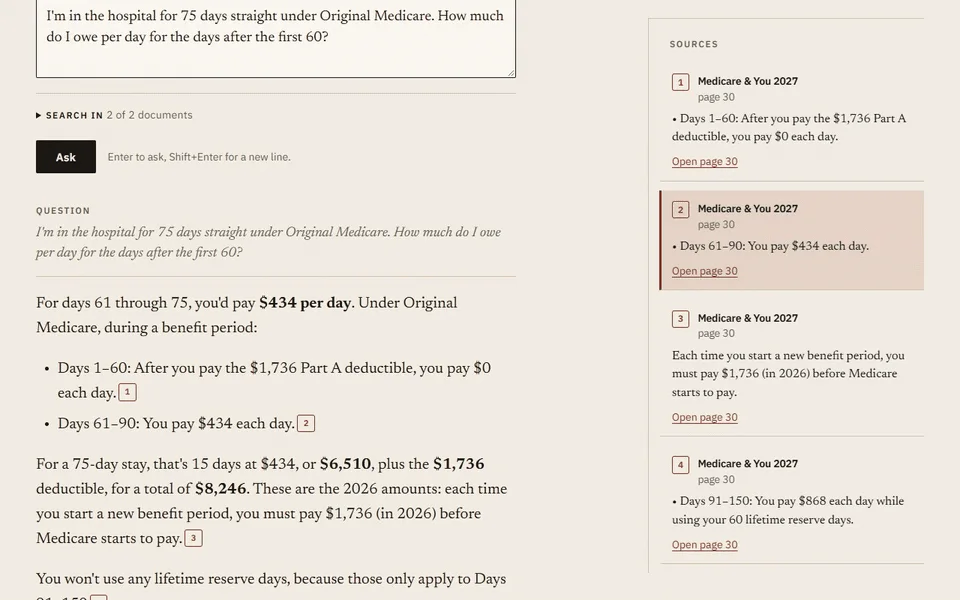 I'm in the hospital for 75 days straight under Original Medicare. How much
do I owe per day for the days after the first 60?
SEARCH IN 2 of 2 documents
Ask
Enter to ask, Shift+Enter for a new line.
QUESTION
I'm in the hospital for 75 days straight under Original Medicare. How much do I owe
per day for the days after the first 60?
For days 61 through 75, you'd pay $434 per day. Under Original
Medicare, during a benefit period:
• Days 1–60: After you pay the $1,736 Part A deductible, you pay $0
each day. 1
• Days 61–90: You pay $434 each day. 2
For a 75-day stay, that's 15 days at $434, or $6,510, plus the $1,736
deductible, for a total of $8,246. These are the 2026 amounts: each time
you start a new benefit period, you must pay $1,736 (in 2026) before
Medicare starts to pay. 3
You won't use any lifetime reserve days, because those only apply to Days
SOURCES
1 Medicare & You 2027
page 30
• Days 1–60: After you pay the $1,736 Part A
deductible, you pay $0 each day.
Open page 30
2 Medicare & You 2027
page 30
• Days 61–90: You pay $434 each day.
Open page 30
3 Medicare & You 2027
page 30
Each time you start a new benefit period, you
must pay $1,736 (in 2026) before Medicare
starts to pay.
Open page 30
4 Medicare & You 2027
page 30
• Days 91–150: You pay $868 each day while
using your 60 lifetime reserve days.
Open page 30